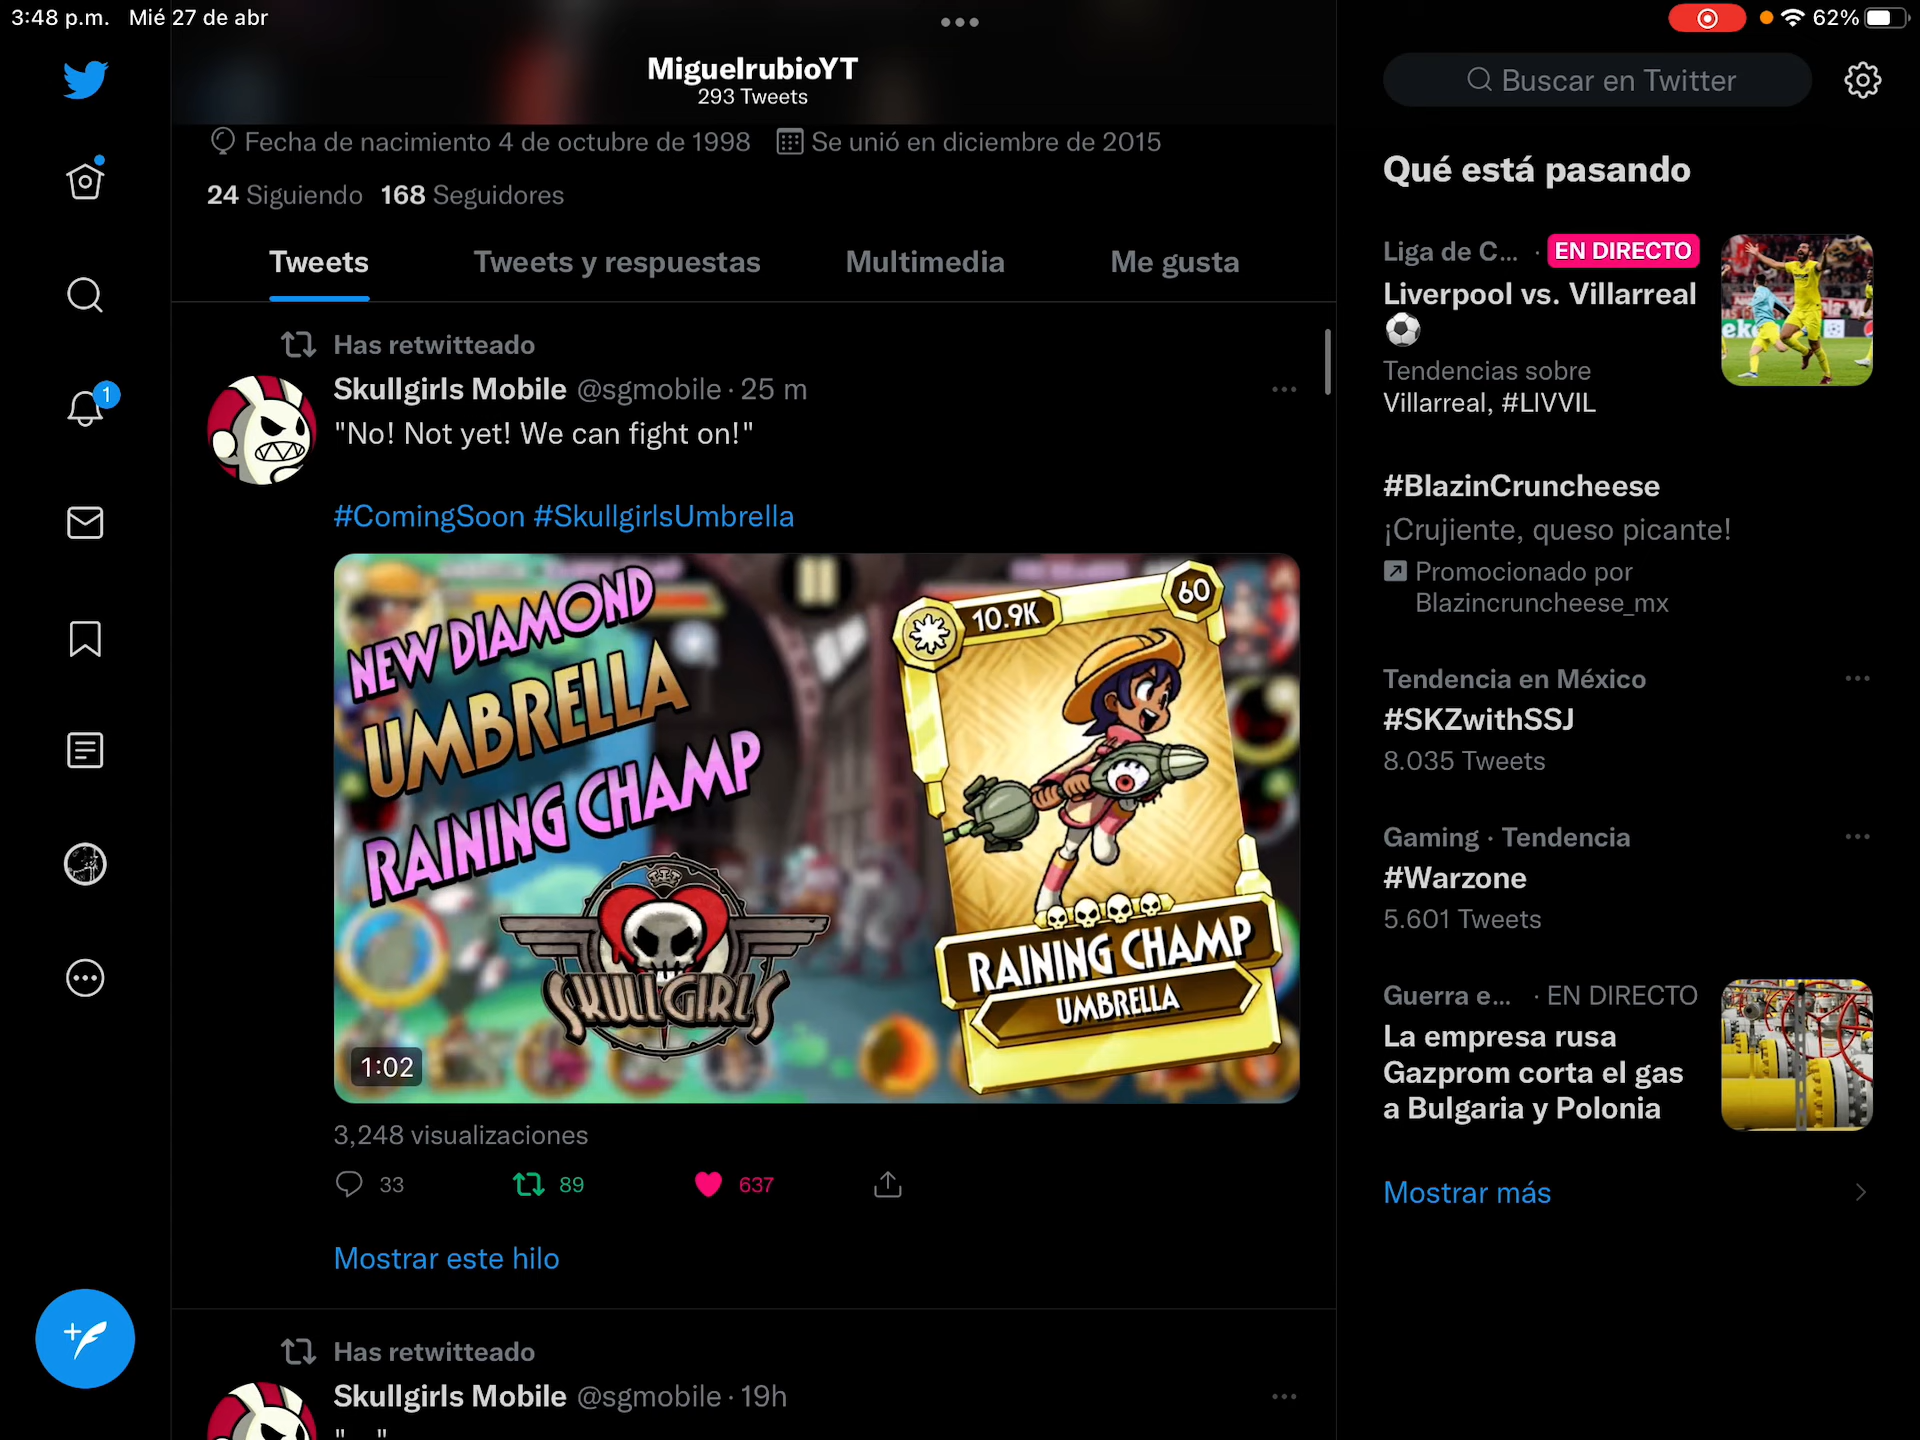 3:48 p.m. Mié 27 de abr
62%
MiguelrubioYT
293 Tweets
Fecha de nacimiento 4 de octubre de 1998 Se unió en diciembre de 2015
24 Siguiendo 168 Seguidores
Tweets Tweets y respuestas Multimedia Me gusta
Has retwitteado
Skullgirls Mobile @sgmobile · 25 m
"No! Not yet! We can fight on!"
#ComingSoon #SkullgirlsUmbrella
NEW DIAMOND
UMBRELLA
RAINING CHAMP
SKULLGIRLS
10.9K
60
RAINING CHAMP
UMBRELLA
1:02
3,248 visualizaciones
33 89 637
Mostrar este hilo
Has retwitteado
Skullgirls Mobile @sgmobile · 19h
1
Buscar en Twitter
Qué está pasando
Liga de C... · EN DIRECTO
Liverpool vs. Villarreal
Tendencias sobre
Villarreal, #LIVVIL
#BlazinCruncheese
¡Crujiente, queso picante!
Promocionado por
Blazincruncheese_mx
Tendencia en México
#SKZwithSSJ
8.035 Tweets
Gaming · Tendencia
#Warzone
5.601 Tweets
Guerra e... · EN DIRECTO
La empresa rusa
Gazprom corta el gas
a Bulgaria y Polonia
Mostrar más